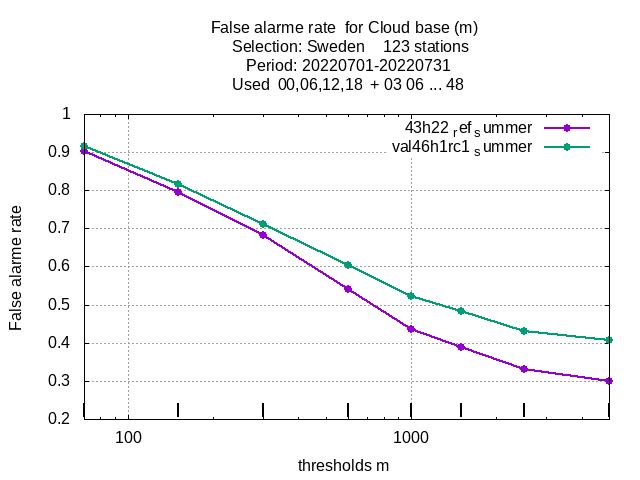 False alarme rate  for Cloud base (m)
Selection: Sweden    123 stations
Period: 20220701-20220731
Used  00,06,12,18  + 03 06 ... 48
1
0.9
0.8
0.7
0.6
0.5
0.4
0.3
0.2
False alarme rate
43h22 ref summer
val46h1rc1 summer
100
1000
thresholds m